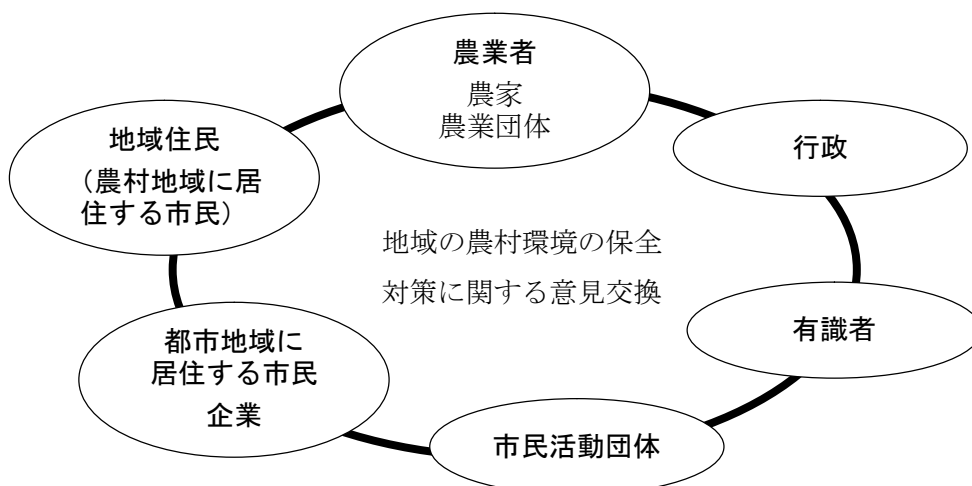 農業者
農家
農業団体
行政
地域住民
（農村地域に居
住する市民）
地域の農村環境の保全
対策に関する意見交換
有識者
都市地域に
居住する市民
企業
市民活動団体